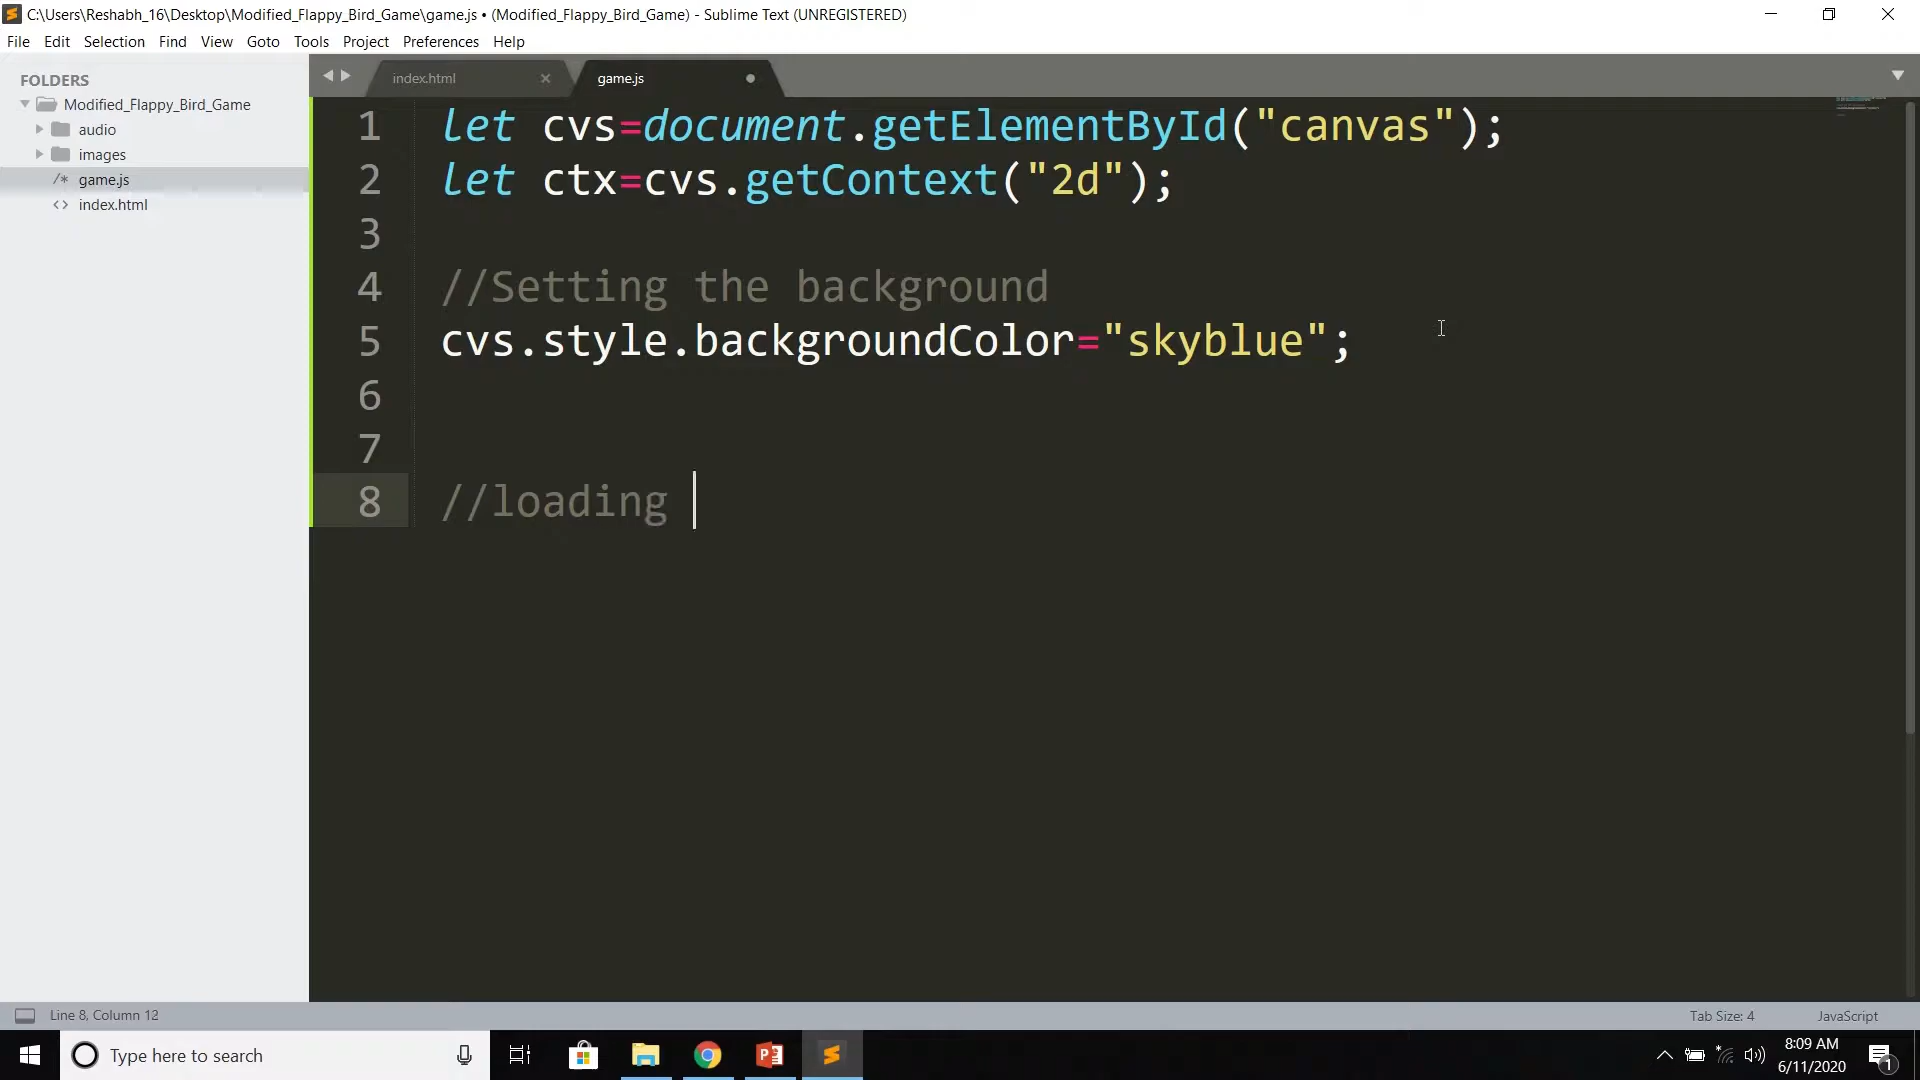 C:\Users\Reshabh_16\Desktop\Modified_Flappy_Bird_Game\game.js • (Modified_Flappy_Bird_Game) - Sublime Text (UNREGISTERED)
File Edit Selection Find View Goto Tools Project Preferences Help
FOLDERS
Modified_Flappy_Bird_Game
audio
images
/* game.js
<> index.html
index.html
game.js
1 let cvs=document.getElementById("canvas");
2 let ctx=cvs.getContext("2d");
3
4 //Setting the background
5 cvs.style.backgroundColor="skyblue";
6
7
8 //loading
Line 8, Column 12
Tab Size: 4
JavaScript
Type here to search
8:09 AM
6/11/2020
1